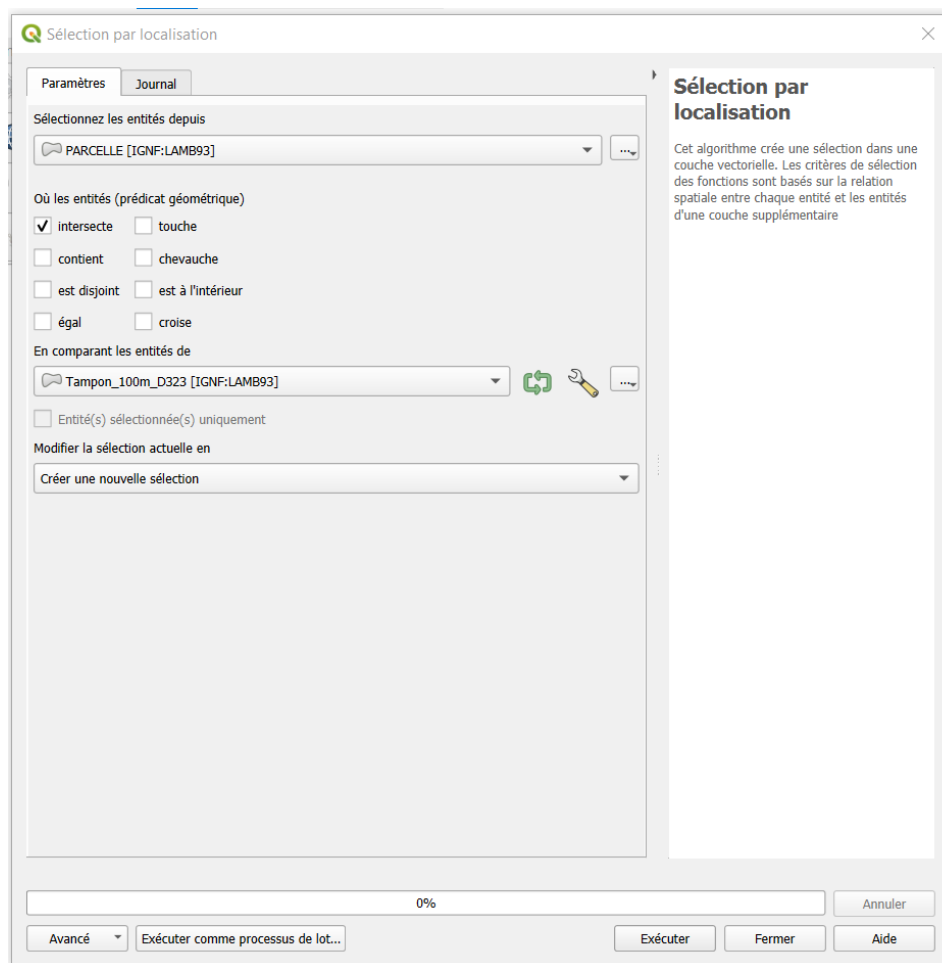 Sélection par localisation
Paramètres
Journal
Sélectionnez les entités depuis
PARCELLE [IGNF:LAMB93]
...
Où les entités (prédicat géométrique)
intersecte
touche
contient
chevauche
est disjoint
est à l'intérieur
égal
croise
En comparant les entités de
Tampon_100m_D323 [IGNF:LAMB93]
...
Entité(s) sélectionnée(s) uniquement
Modifier la sélection actuelle en
Créer une nouvelle sélection
Sélection par
localisation
Cet algorithme crée une sélection dans une
couche vectorielle. Les critères de sélection
des fonctions sont basés sur la relation
spatiale entre chaque entité et les entités
d'une couche supplémentaire
0%
Annuler
Avancé
Exécuter comme processus de lot...
Exécuter
Fermer
Aide